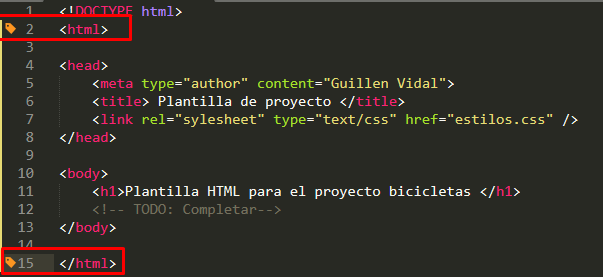 1 <!DOCTYPE html>
2 <html>
3
4 <head>
5 <meta type="author" content="Guillen Vidal">
6 <title> Plantilla de proyecto </title>
7 <link rel="sylesheet" type="text/css" href="estilos.css" />
8 </head>
9
10 <body>
11 <h1>Plantilla HTML para el proyecto bicicletas </h1>
12 <!-- TODO: Completar-->
13 </body>
14
15 </html>